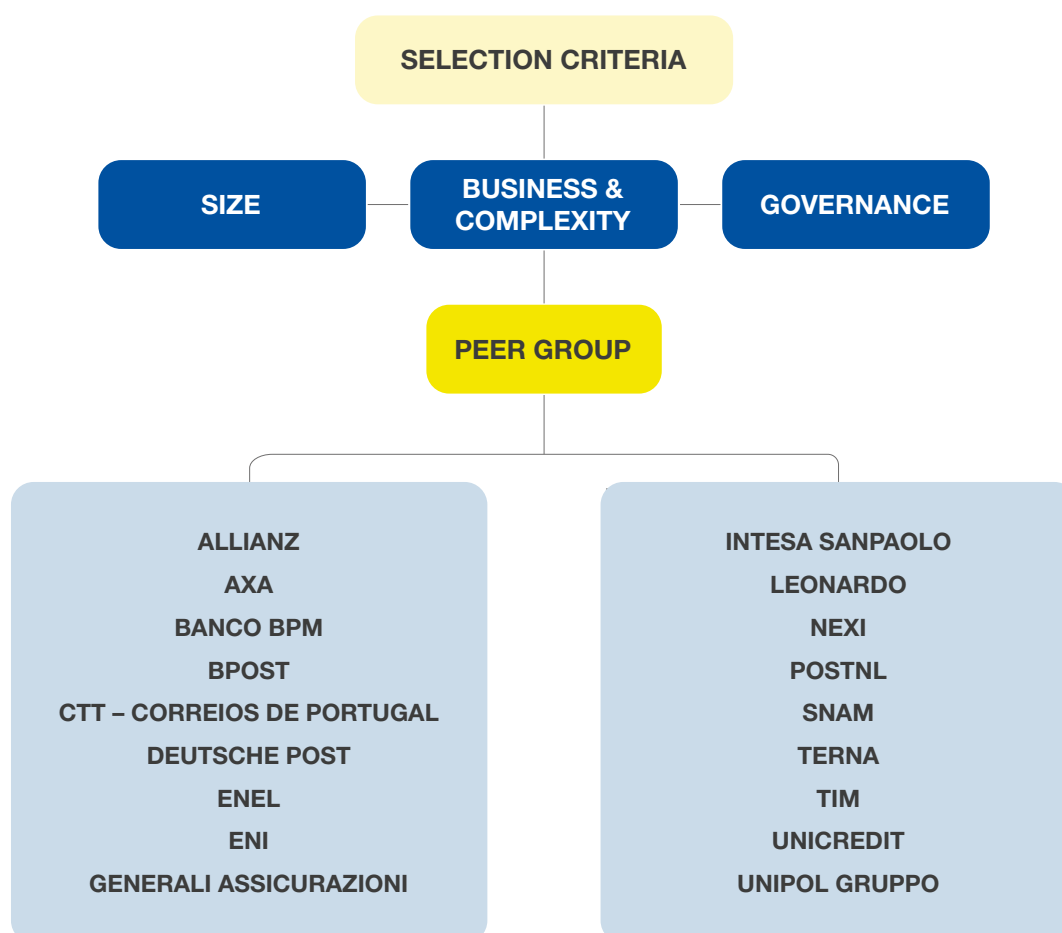 SELECTION CRITERIA
SIZE
BUSINESS &
COMPLEXITY
GOVERNANCE
PEER GROUP
ALLIANZ
AXA
BANCO BPM
BPOST
CTT – CORREIOS DE PORTUGAL
DEUTSCHE POST
ENEL
ENI
GENERALI ASSICURAZIONI
INTESA SANPAOLO
LEONARDO
NEXI
POSTNL
SNAM
TERNA
TIM
UNICREDIT
UNIPOL GRUPPO